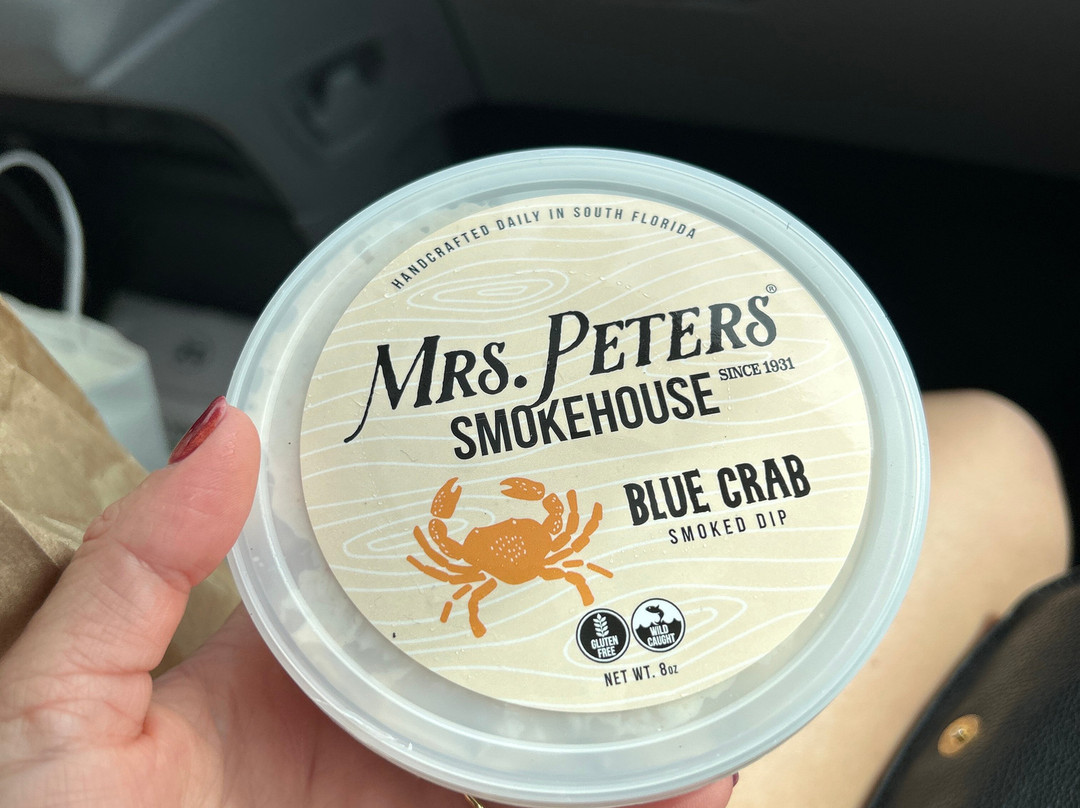 HANDCRAFTED DAILY IN SOUTH FLORIDA
MRS. PETERS®
SMOKEHOUSE SINCE 1931
BLUE CRAB
SMOKED DIP
GLUTEN
FREE
WILD
CAUGHT
NET WT. 8oz